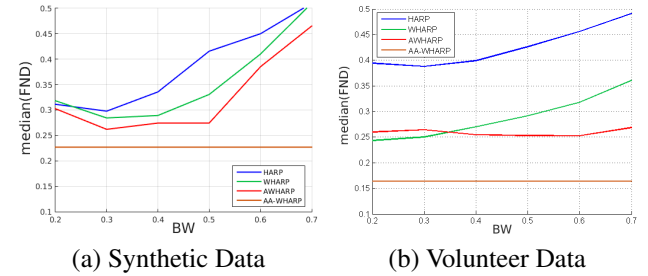 median(FND)
0.5
0.45
0.4
0.35
0.3
0.25
0.2
0.15
0.1
0.2 0.3 0.4 0.5 0.6 0.7
BW
HARP
WHARP
AWHARP
AA-WHARP
(a) Synthetic Data
median(FND)
0.5
0.45
0.4
0.35
0.3
0.25
0.2
0.15
0.1
0.2 0.3 0.4 0.5 0.6 0.7
BW
HARP
WHARP
AWHARP
AA-WHARP
(b) Volunteer Data